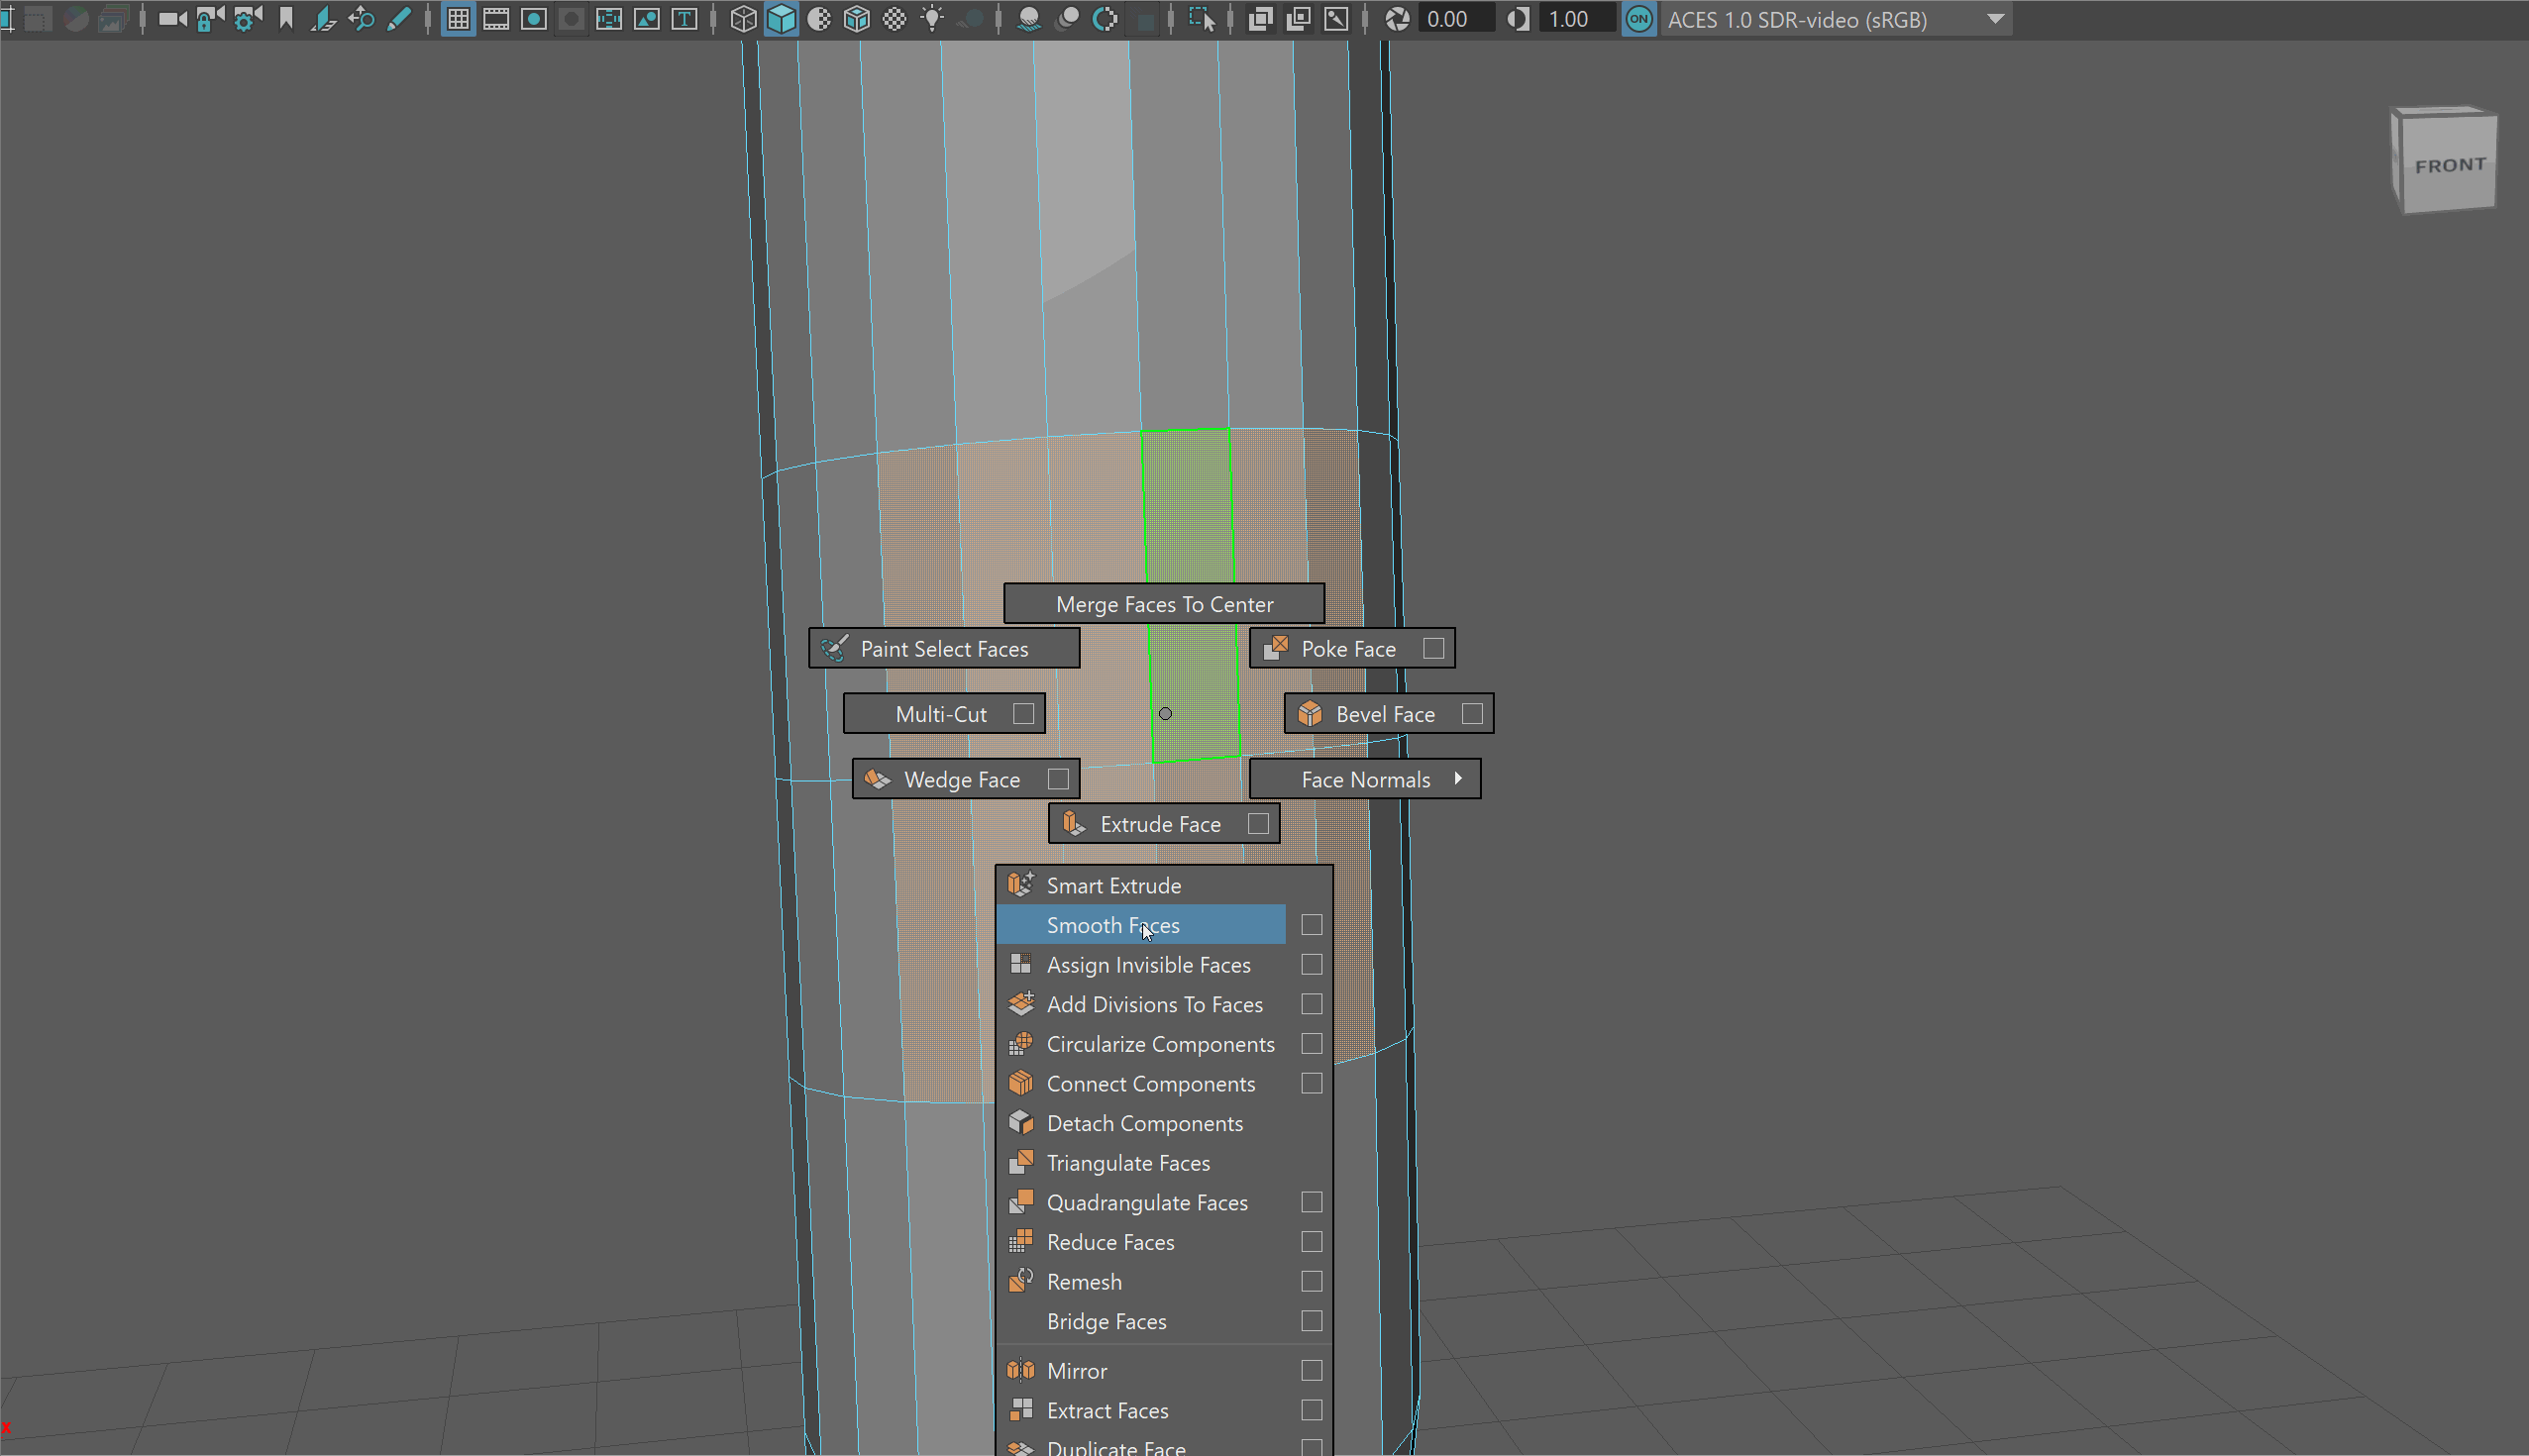 0.00
1.00
ON
ACES 1.0 SDR-video (sRGB)
T
FRONT
Merge Faces To Center
Paint Select Faces
Poke Face
Multi-Cut
Bevel Face
Wedge Face
Face Normals
Extrude Face
Smart Extrude
Smooth Faces
Assign Invisible Faces
Add Divisions To Faces
Circularize Components
Connect Components
Detach Components
Triangulate Faces
Quadrangulate Faces
Reduce Faces
Remesh
Bridge Faces
Mirror
Extract Faces
Duplicate Face
x